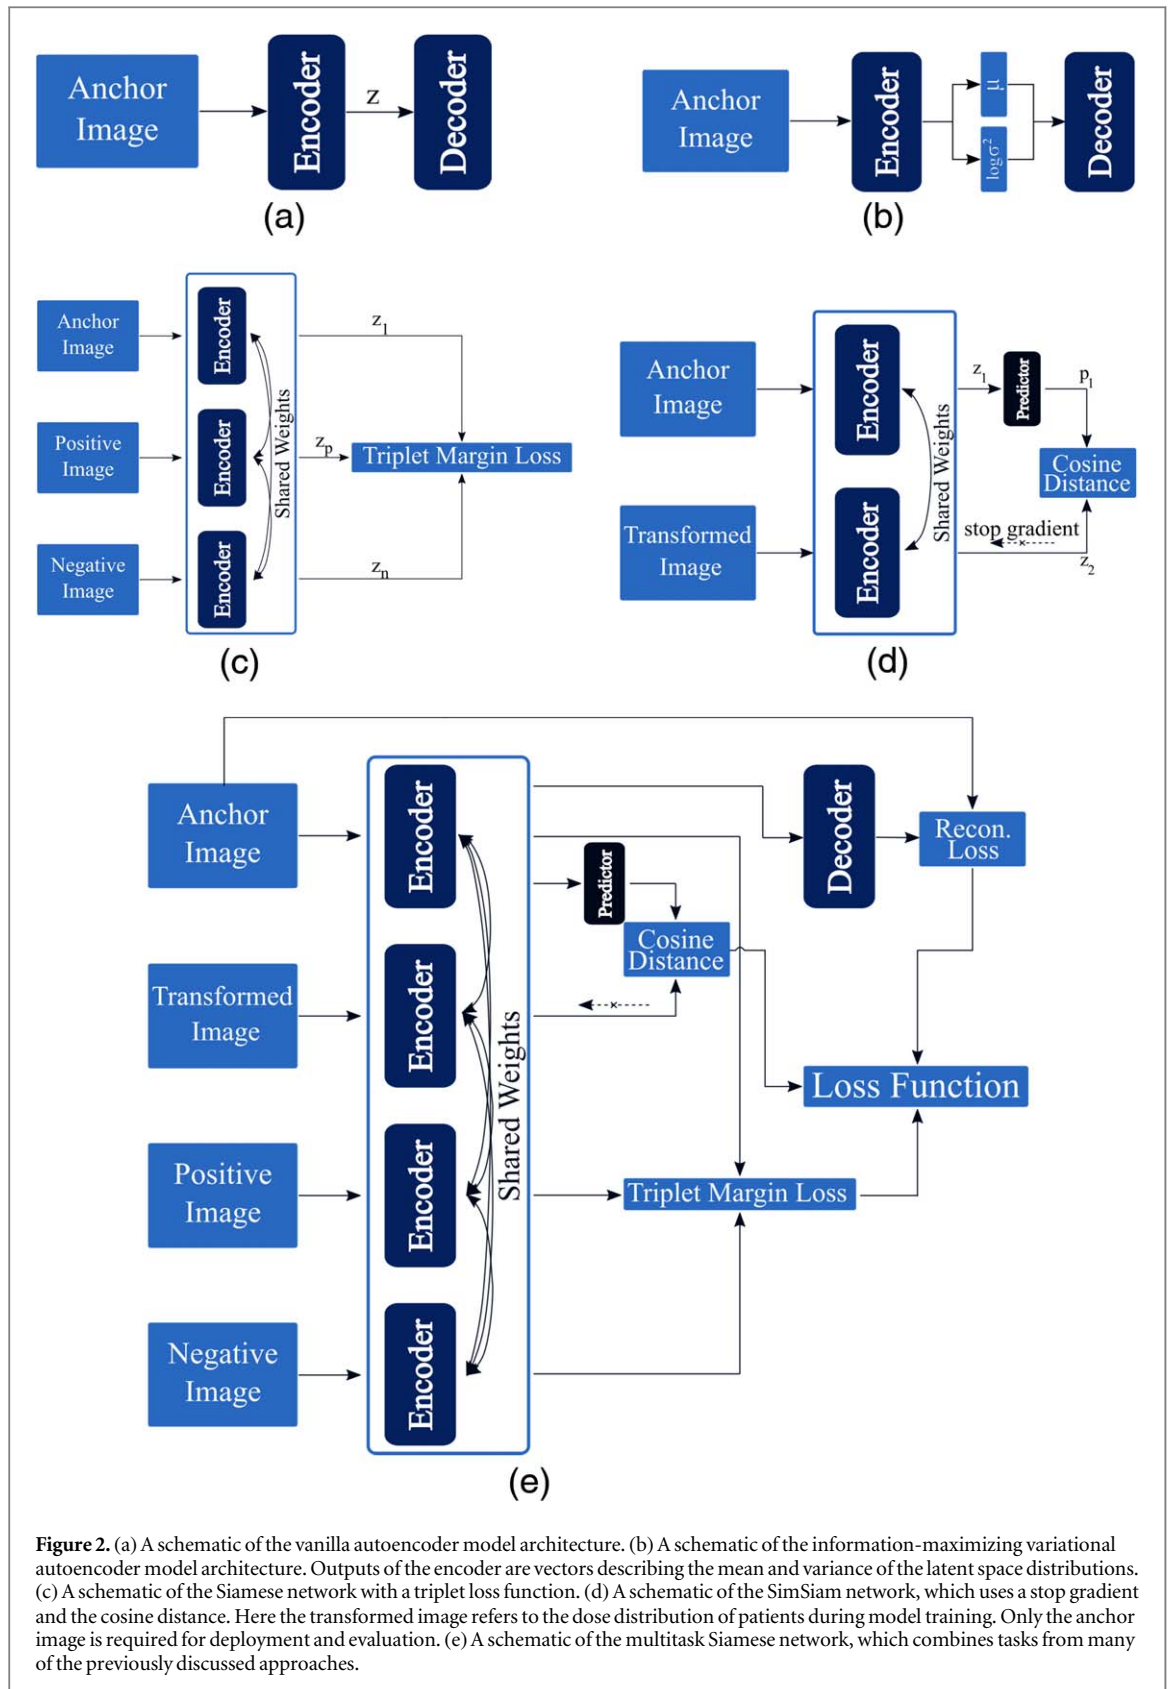 Anchor
Image
Encoder
z
Decoder
(a)
Anchor
Image
Encoder
μ
log σ²
Decoder
(b)
Anchor
Image
Positive
Image
Negative
Image
Encoder
Encoder
Encoder
Shared Weights
z₁
zₚ
zₙ
Triplet Margin Loss
(c)
Anchor
Image
Transformed
Image
Encoder
Encoder
Shared Weights
z₁
Predictor
p₁
Cosine
Distance
stop gradient
z₂
(d)
Anchor
Image
Transformed
Image
Positive
Image
Negative
Image
Encoder
Encoder
Encoder
Encoder
Shared Weights
Predictor
Cosine
Distance
Decoder
Recon.
Loss
Loss Function
Triplet Margin Loss
(e)
Figure 2. (a) A schematic of the vanilla autoencoder model architecture. (b) A schematic of the information-maximizing variational
autoencoder model architecture. Outputs of the encoder are vectors describing the mean and variance of the latent space distributions.
(c) A schematic of the Siamese network with a triplet loss function. (d) A schematic of the SimSiam network, which uses a stop gradient
and the cosine distance. Here the transformed image refers to the dose distribution of patients during model training. Only the anchor
image is required for deployment and evaluation. (e) A schematic of the multitask Siamese network, which combines tasks from many
of the previously discussed approaches.